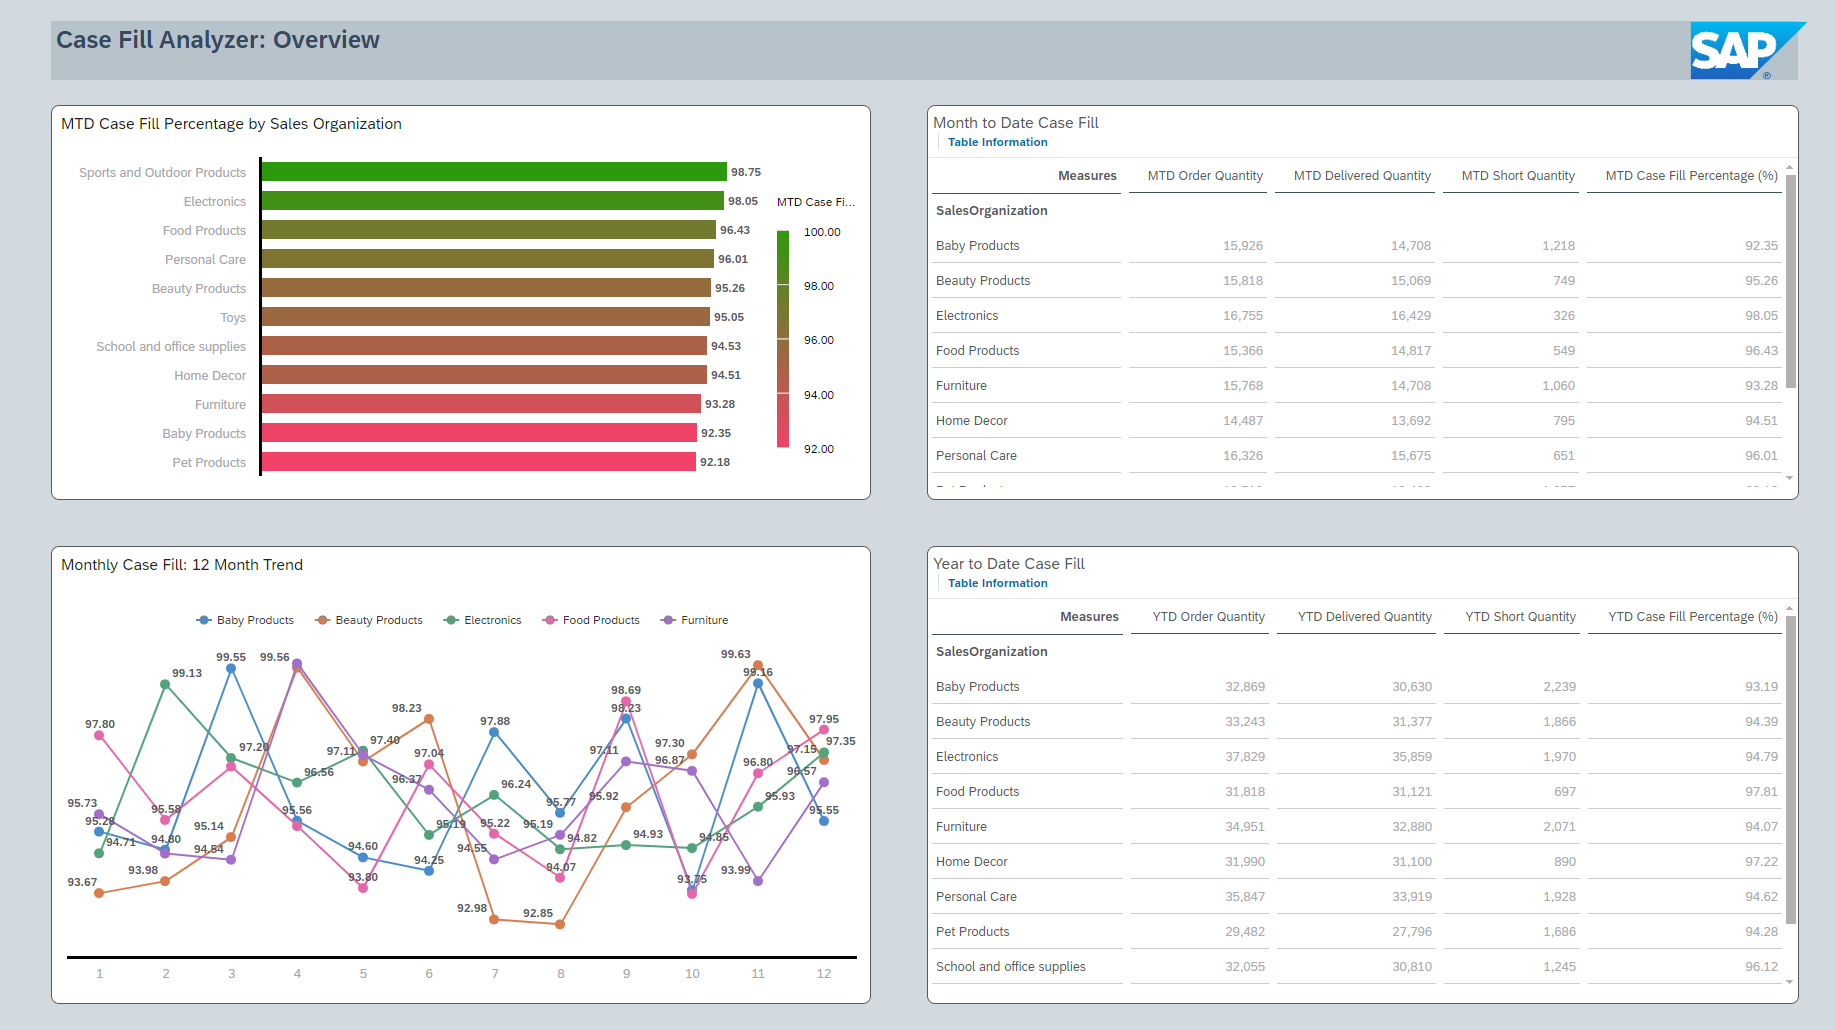 Case Fill Analyzer: Overview
SAP
®
MTD Case Fill Percentage by Sales Organization
Sports and Outdoor Products 98.75
Electronics 98.05
Food Products 96.43
Personal Care 96.01
Beauty Products 95.26
Toys 95.05
School and office supplies 94.53
Home Decor 94.51
Furniture 93.28
Baby Products 92.35
Pet Products 92.18
MTD Case Fi...
100.00
98.00
96.00
94.00
92.00
Month to Date Case Fill
Table Information
Measures MTD Order Quantity MTD Delivered Quantity MTD Short Quantity MTD Case Fill Percentage (%)
SalesOrganization
Baby Products 15,926 14,708 1,218 92.35
Beauty Products 15,818 15,069 749 95.26
Electronics 16,755 16,429 326 98.05
Food Products 15,366 14,817 549 96.43
Furniture 15,768 14,708 1,060 93.28
Home Decor 14,487 13,692 795 94.51
Personal Care 16,326 15,675 651 96.01
Monthly Case Fill: 12 Month Trend
Baby Products Beauty Products Electronics Food Products Furniture
97.80
95.73
95.28
94.71
93.67
99.13
95.58
94.80
93.98
99.55
97.20
95.14
94.54
99.56
96.56
95.56
97.40
97.11
94.60
93.80
98.23
97.04
96.37
95.19
94.25
97.88
96.24
95.22
94.55
92.98
95.77
95.19
94.82
94.07
92.85
98.69
98.23
97.11
95.92
94.93
97.30
96.87
94.85
93.75
99.63
99.16
96.80
95.93
93.99
97.95
97.35
97.15
96.57
95.55
1 2 3 4 5 6 7 8 9 10 11 12
Year to Date Case Fill
Table Information
Measures YTD Order Quantity YTD Delivered Quantity YTD Short Quantity YTD Case Fill Percentage (%)
SalesOrganization
Baby Products 32,869 30,630 2,239 93.19
Beauty Products 33,243 31,377 1,866 94.39
Electronics 37,829 35,859 1,970 94.79
Food Products 31,818 31,121 697 97.81
Furniture 34,951 32,880 2,071 94.07
Home Decor 31,990 31,100 890 97.22
Personal Care 35,847 33,919 1,928 94.62
Pet Products 29,482 27,796 1,686 94.28
School and office supplies 32,055 30,810 1,245 96.12